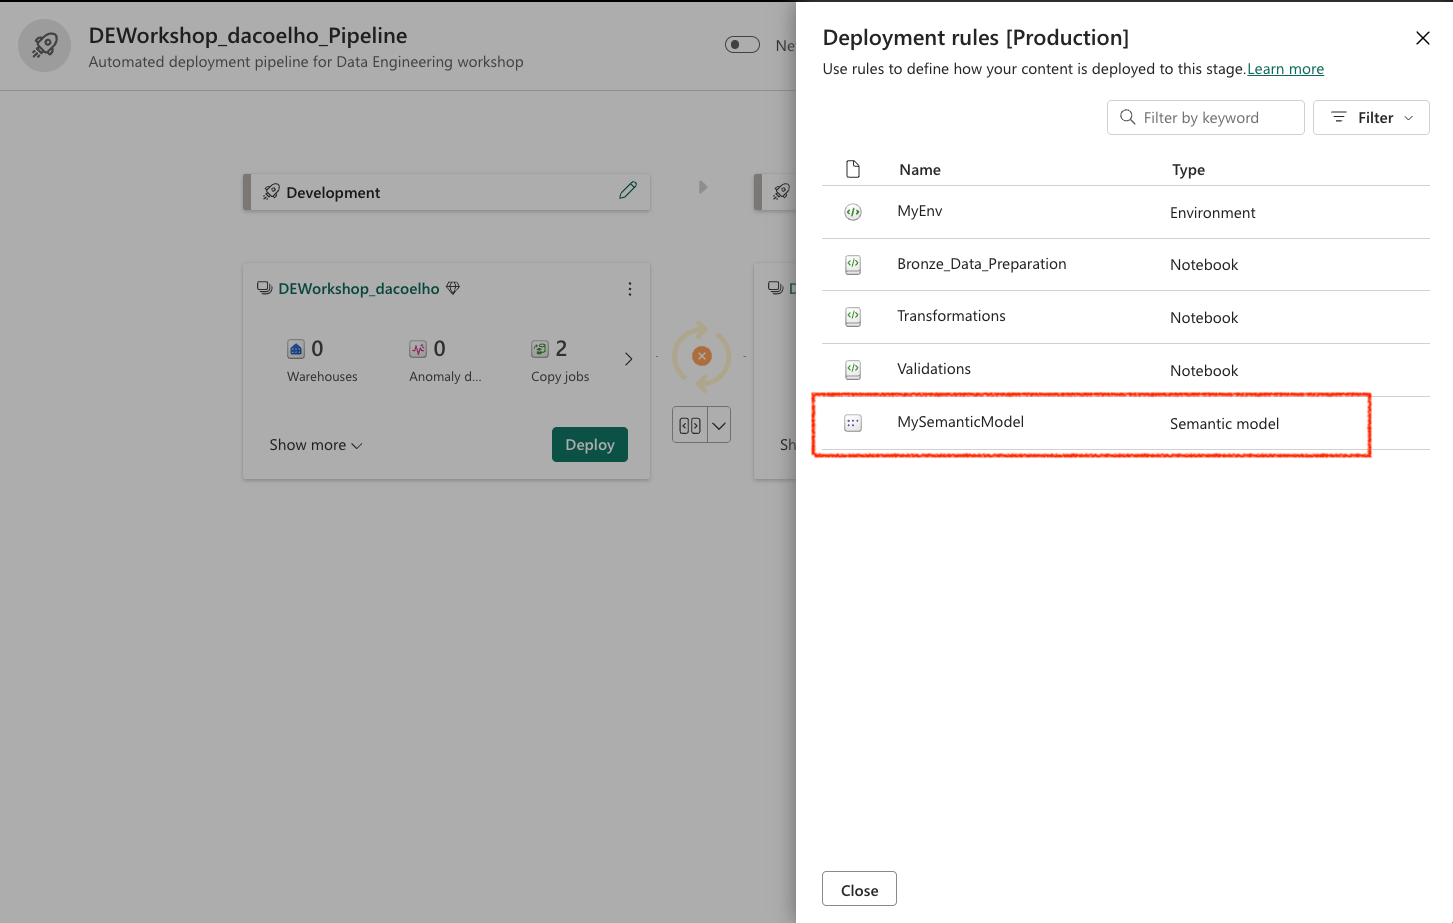 DEWorkshop_dacoelho_Pipeline
Automated deployment pipeline for Data Engineering workshop
Development
DEWorkshop_dacoelho
0
Warehouses
0
Anomaly d...
2
Copy jobs
Show more
Deploy
Deployment rules [Production]
Use rules to define how your content is deployed to this stage. Learn more
Filter by keyword
Filter
Name Type
MyEnv Environment
Bronze_Data_Preparation Notebook
Transformations Notebook
Validations Notebook
MySemanticModel Semantic model
Close